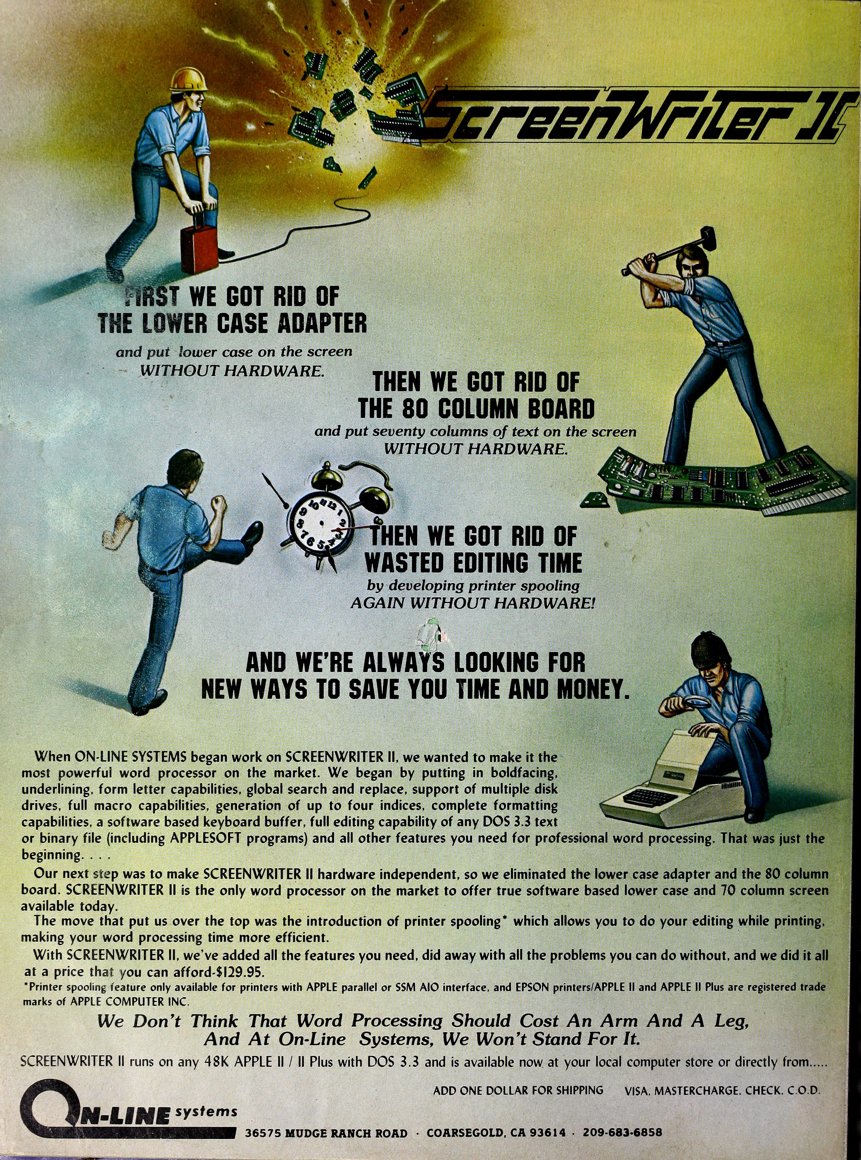 SCREENWRITER II
FIRST WE GOT RID OF
THE LOWER CASE ADAPTER
and put lower case on the screen
WITHOUT HARDWARE.
THEN WE GOT RID OF
THE 80 COLUMN BOARD
and put seventy columns of text on the screen
WITHOUT HARDWARE.
THEN WE GOT RID OF
WASTED EDITING TIME
by developing printer spooling
AGAIN WITHOUT HARDWARE!
AND WE'RE ALWAYS LOOKING FOR
NEW WAYS TO SAVE YOU TIME AND MONEY.
When ON-LINE SYSTEMS began work on SCREENWRITER II, we wanted to make it the
most powerful word processor on the market. We began by putting in boldfacing,
underlining, form letter capabilities, global search and replace, support of multiple disk
drives, full macro capabilities, generation of up to four indices, complete formatting
capabilities, a software based keyboard buffer, full editing capability of any DOS 3.3 text
or binary file (including APPLESOFT programs) and all other features you need for professional word processing. That was just the
beginning. . . .
Our next step was to make SCREENWRITER II hardware independent, so we eliminated the lower case adapter and the 80 column
board. SCREENWRITER II is the only word processor on the market to offer true software based lower case and 70 column screen
available today.
The move that put us over the top was the introduction of printer spooling* which allows you to do your editing while printing,
making your word processing time more efficient.
With SCREENWRITER II, we've added all the features you need, did away with all the problems you can do without, and we did it all
at a price that you can afford-$129.95.
*Printer spooling feature only available for printers with APPLE parallel or SSM AIO interface, and EPSON printers/APPLE II and APPLE II Plus are registered trade
marks of APPLE COMPUTER INC.
We Don't Think That Word Processing Should Cost An Arm And A Leg,
And At On-Line Systems, We Won't Stand For It.
SCREENWRITER II runs on any 48K APPLE II / II Plus with DOS 3.3 and is available now at your local computer store or directly from.....
ADD ONE DOLLAR FOR SHIPPING VISA, MASTERCHARGE, CHECK, C.O.D.
ON-LINE systems
36575 MUDGE RANCH ROAD · COARSEGOLD, CA 93614 · 209-683-6858